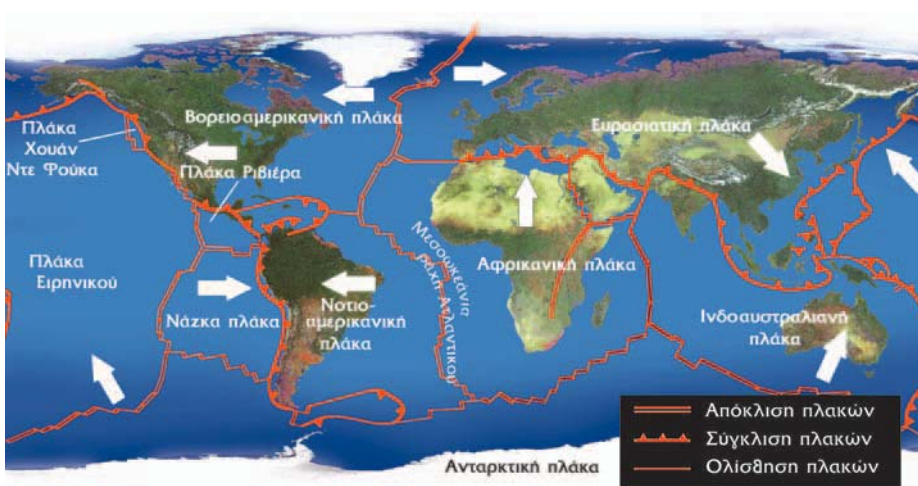 Βορειοαμερικανική πλάκα
Ευρασιατική πλάκα
Πλάκα
Χουάν
Ντε Φούκα
Πλάκα Ριβιέρα
Πλάκα
Ειρηνικού
Νάζκα πλάκα
Νοτιο-
αμερικανική
πλάκα
Μεσωκεάνια
ράχη Ατλαντικού
Αφρικανική πλάκα
Ινδοαυστραλιανή
πλάκα
Ανταρκτική πλάκα
Απόκλιση πλακών
Σύγκλιση πλακών
Ολίσθηση πλακών